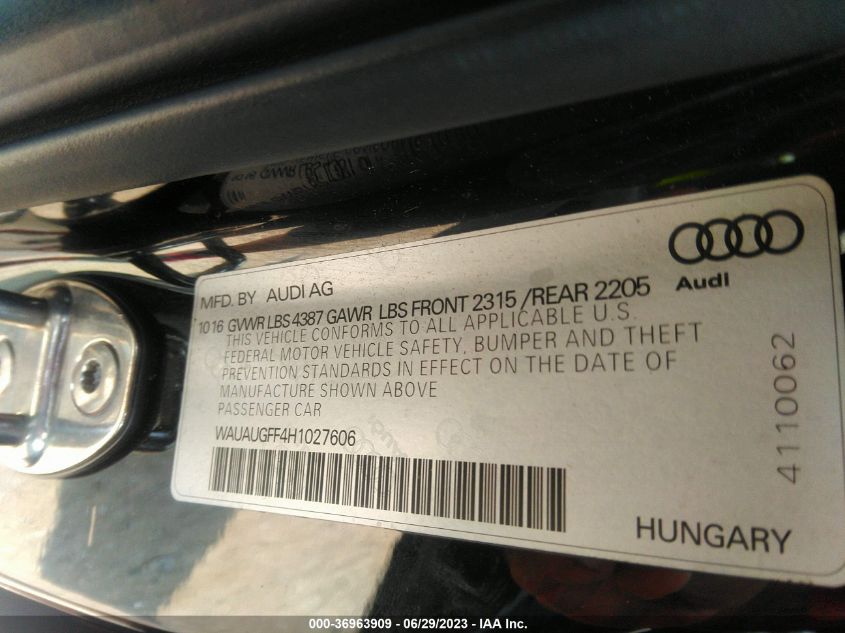 Audi
MFD. BY AUDI AG
1016 GVWR LBS 4387 GAWR LBS FRONT 2315 / REAR 2205
THIS VEHICLE CONFORMS TO ALL APPLICABLE U.S.
FEDERAL MOTOR VEHICLE SAFETY, BUMPER AND THEFT
PREVENTION STANDARDS IN EFFECT ON THE DATE OF
MANUFACTURE SHOWN ABOVE
PASSENGER CAR
WAUAUGFF4H1027606
4110062
HUNGARY
000-36963909 - 06/29/2023 - IAA Inc.